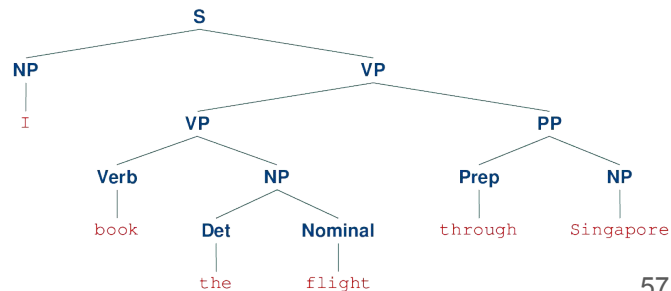 S
NP VP
I
VP PP
Verb NP Prep NP
book Det Nominal through Singapore
the flight
57